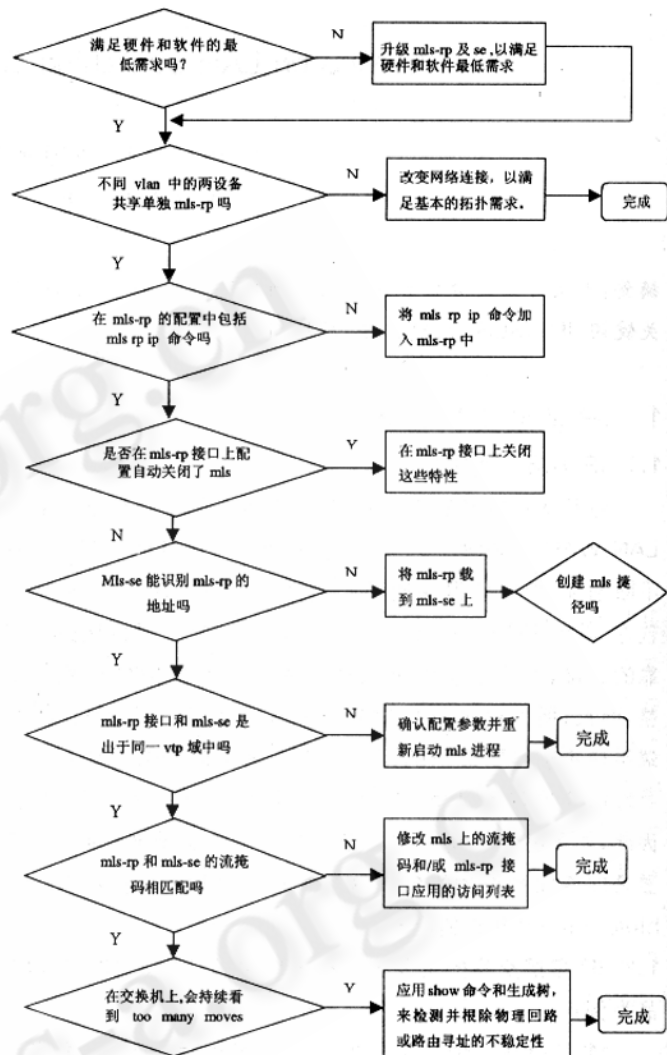 满足硬件和软件的最
低需求吗？
N
升级 mls-rp 及 se,以满足
硬件和软件最低需求
Y
不同 vlan 中的两设备
共享单独 mls-rp 吗
N
改变网络连接，以满
足基本的拓扑需求。
完成
Y
在 mls-rp 的配置中包括
mls rp ip 命令吗
N
将 mls rp ip 命令加
入 mls-rp 中
Y
是否在 mls-rp 接口上配
置自动关闭了 mls
Y
在 mls-rp 接口上关闭
这些特性
N
Mls-se 能识别 mls-rp 的
地址吗
N
将 mls-rp 载
到 mls-se 上
创建 mls 捷
径吗
Y
mls-rp 接口和 mls-se 是
出于同一 vtp 域中吗
N
确认配置参数并重
新启动 mls 进程
完成
Y
mls-rp 和 mls-se 的流掩
码相匹配吗
N
修改 mls 上的流掩
码和/或 mls-rp 接
口应用的访问列表
完成
Y
在交换机上,会持续看
到 too many moves
Y
应用 show 命令和生成树，
来检测并根除物理回路
或路由寻址的不稳定性
完成
org.cn
s-a.org.cn